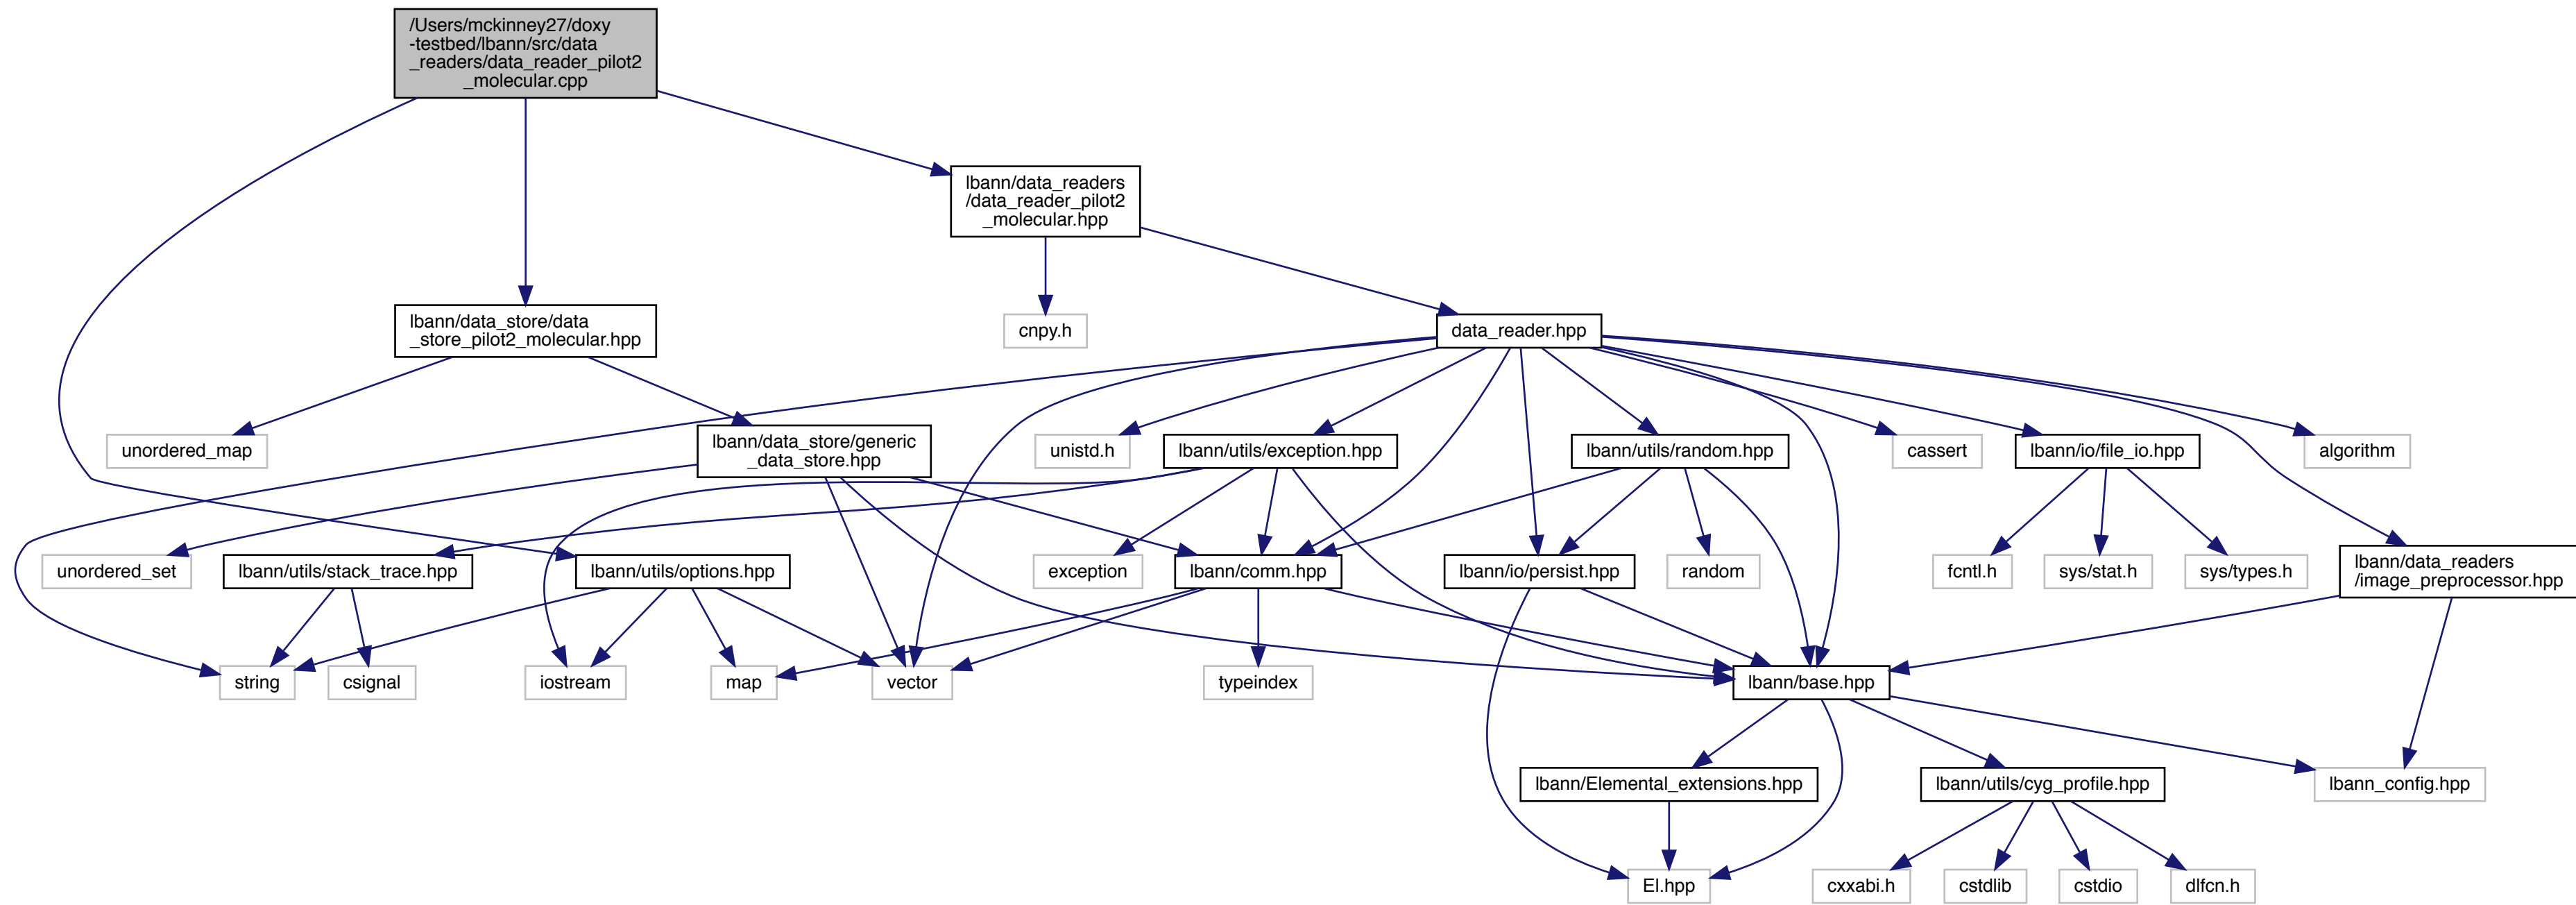 /Users/mckinney27/doxy
-testbed/lbann/src/data
_readers/data_reader_pilot2
_molecular.cpp
lbann/data_readers
/data_reader_pilot2
_molecular.hpp
lbann/data_store/data
_store_pilot2_molecular.hpp
cnpy.h
data_reader.hpp
unordered_map
lbann/data_store/generic
_data_store.hpp
unistd.h
lbann/utils/exception.hpp
lbann/utils/random.hpp
cassert
lbann/io/file_io.hpp
algorithm
unordered_set
lbann/utils/stack_trace.hpp
lbann/utils/options.hpp
exception
lbann/comm.hpp
lbann/io/persist.hpp
random
fcntl.h
sys/stat.h
sys/types.h
lbann/data_readers
/image_preprocessor.hpp
string
csignal
iostream
map
vector
typeindex
lbann/base.hpp
lbann/Elemental_extensions.hpp
lbann/utils/cyg_profile.hpp
lbann_config.hpp
El.hpp
cxxabi.h
cstdlib
cstdio
dlfcn.h